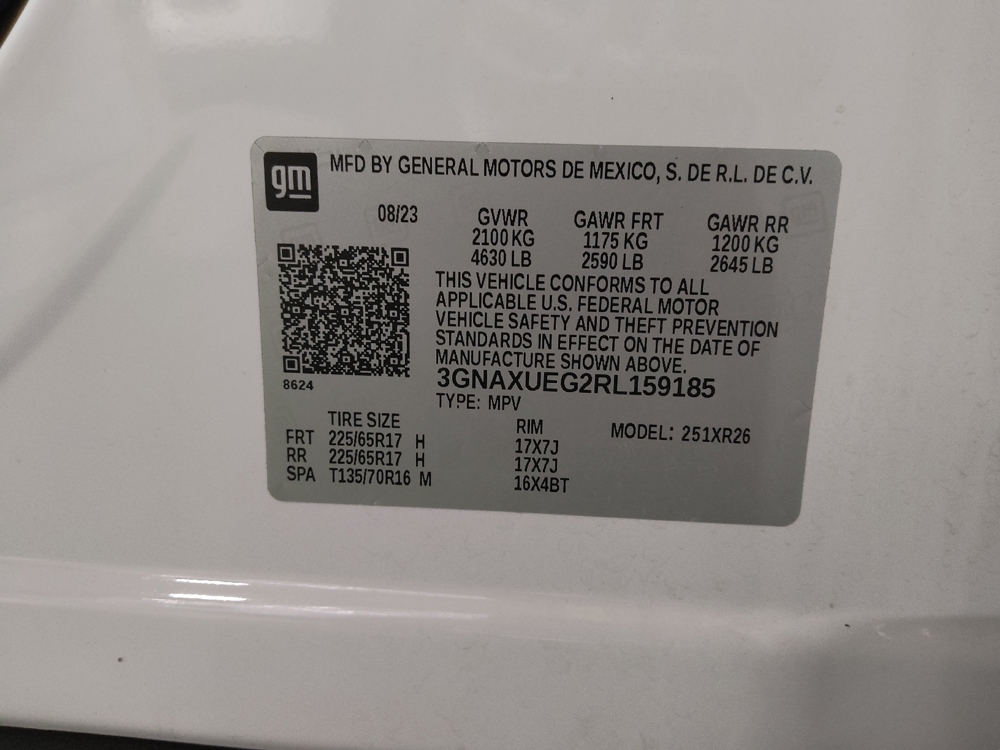 gm
MFD BY GENERAL MOTORS DE MEXICO, S. DE R.L. DE C.V.
08/23 GVWR GAWR FRT GAWR RR
2100 KG 1175 KG 1200 KG
4630 LB 2590 LB 2645 LB
THIS VEHICLE CONFORMS TO ALL
APPLICABLE U.S. FEDERAL MOTOR
VEHICLE SAFETY AND THEFT PREVENTION
STANDARDS IN EFFECT ON THE DATE OF
MANUFACTURE SHOWN ABOVE.
8624
3GNAXUEG2RL159185
TYPE: MPV
TIRE SIZE RIM MODEL: 251XR26
FRT 225/65R17 H 17X7J
RR 225/65R17 H 17X7J
SPA T135/70R16 M 16X4BT